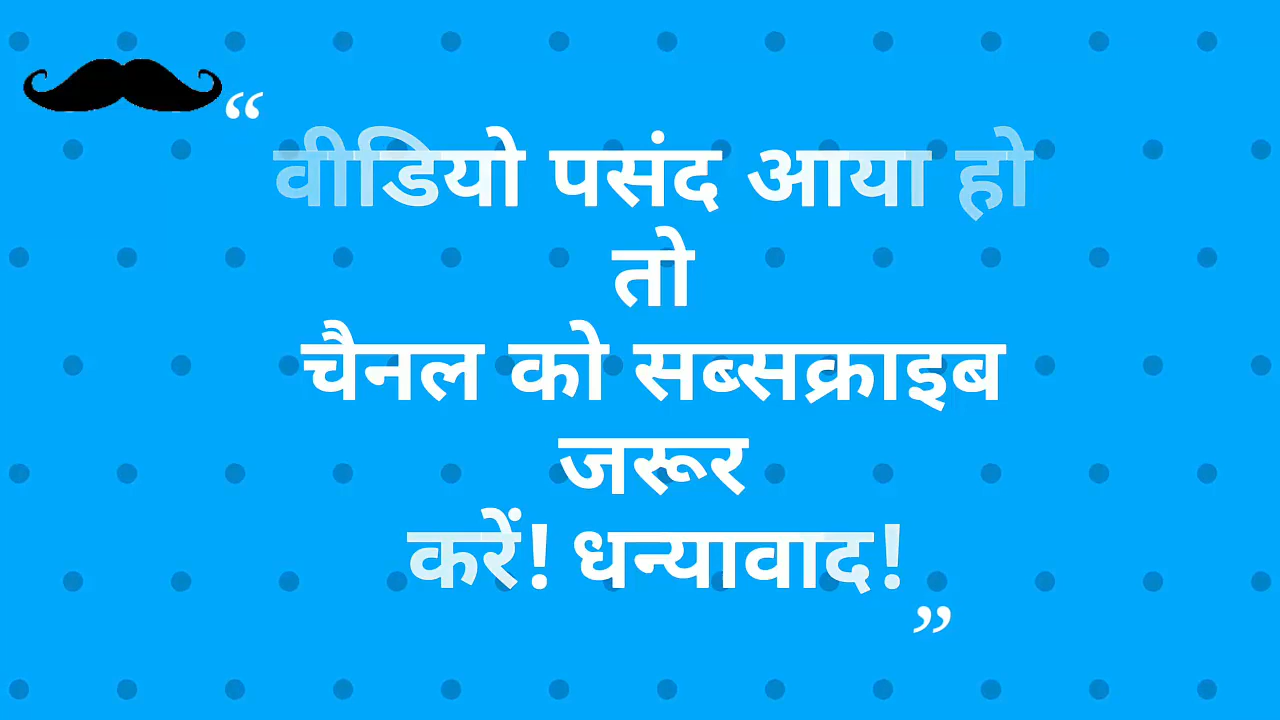 “
वीडियो पसंद आया हो
तो
चैनल को सब्सक्राइब
जरूर
करें! धन्यावाद!
”